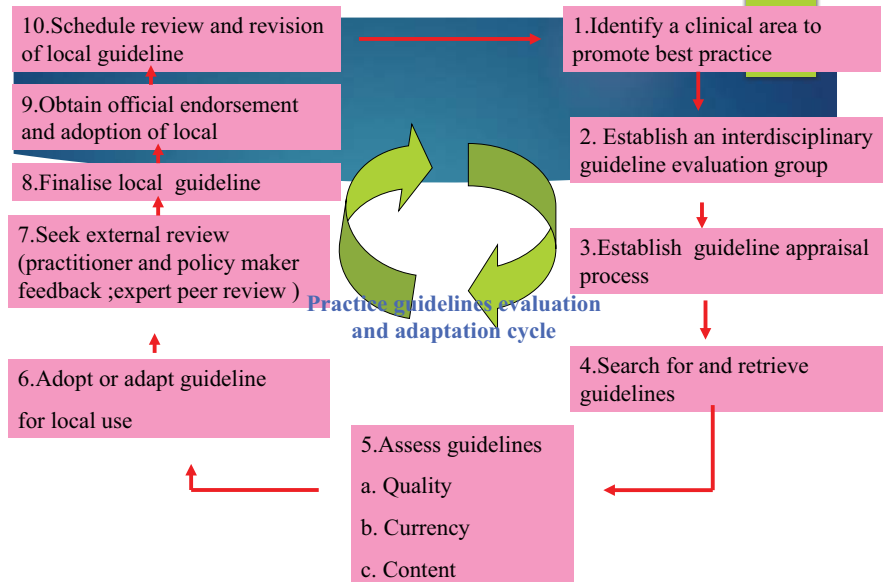 1.Identify a clinical area to
promote best practice
2. Establish an interdisciplinary
guideline evaluation group
3.Establish guideline appraisal
process
4.Search for and retrieve
guidelines
5.Assess guidelines
a. Quality
b. Currency
c. Content
6.Adopt or adapt guideline
for local use
7.Seek external review
(practitioner and policy maker
feedback ;expert peer review )
8.Finalise local guideline
9.Obtain official endorsement
and adoption of local
10.Schedule review and revision
of local guideline
Practice guidelines evaluation
and adaptation cycle